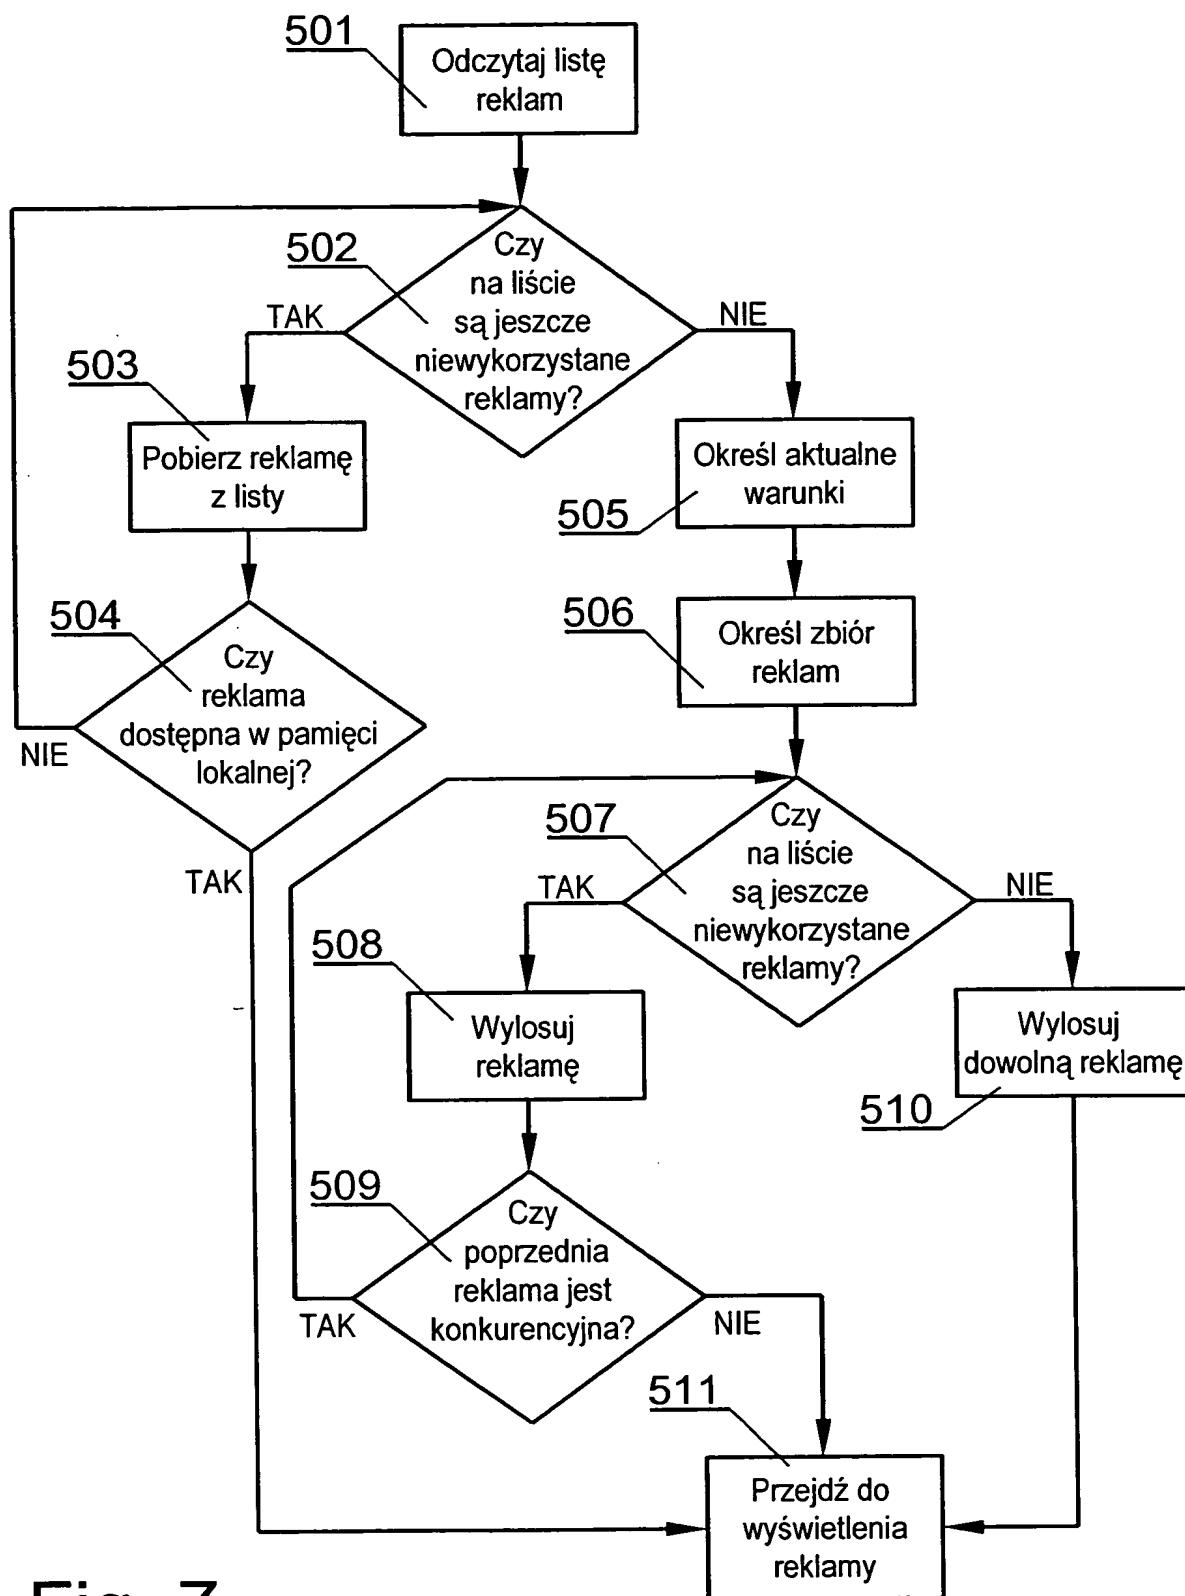 501
Odczytaj listę
reklam
502
Czy
na liście
są jeszcze
niewykorzystane
reklamy?
TAK
NIE
503
Pobierz reklamę
z listy
505
Określ aktualne
warunki
504
Czy
reklama
dostępna w pamięci
lokalnej?
NIE
TAK
506
Określ zbiór
reklam
507
Czy
na liście
są jeszcze
niewykorzystane
reklamy?
TAK
NIE
508
Wylosuj
reklamę
Wylosuj
dowolną reklamę
510
509
Czy
poprzednia
reklama jest
konkurencyjna?
TAK
NIE
511
Przejdź do
wyświetlenia
reklamy